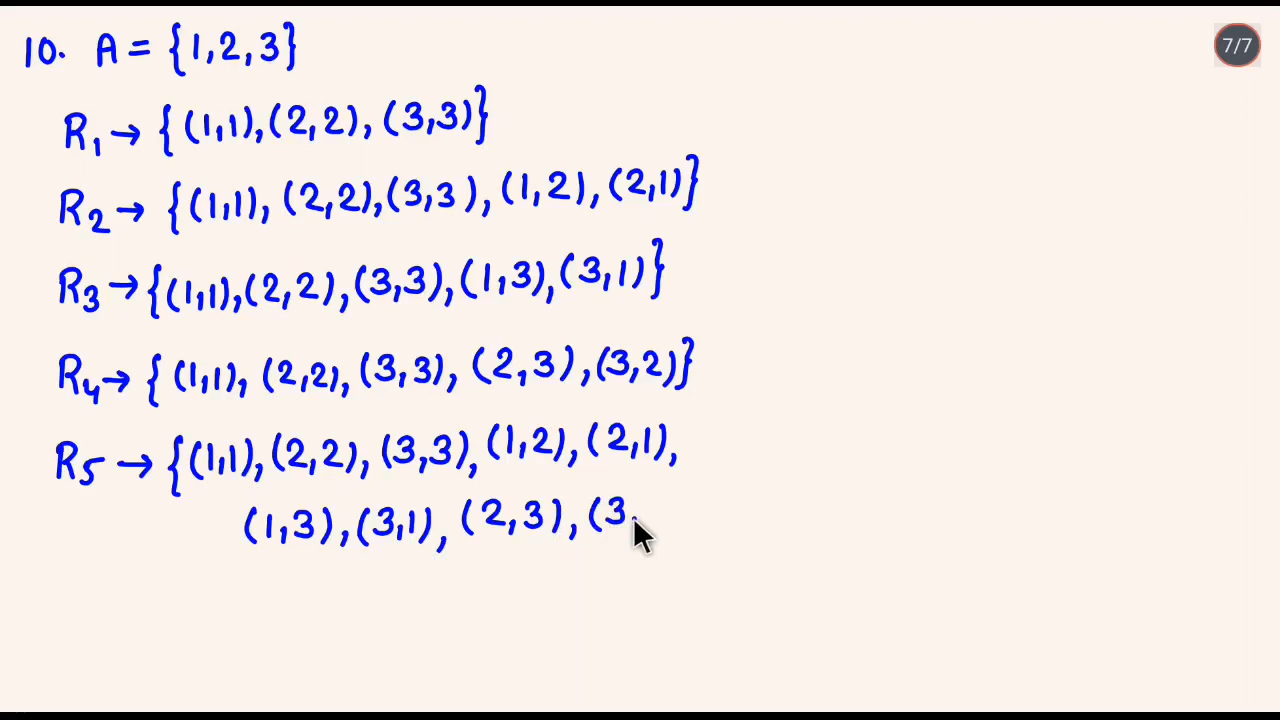 10. A = {1,2,3}
7/7
R1 → {(1,1),(2,2),(3,3)}
R2 → {(1,1),(2,2),(3,3),(1,2),(2,1)}
R3 → {(1,1),(2,2),(3,3),(1,3),(3,1)}
R4 → {(1,1),(2,2),(3,3),(2,3),(3,2)}
R5 → {(1,1),(2,2),(3,3),(1,2),(2,1),
(1,3),(3,1),(2,3),(3,